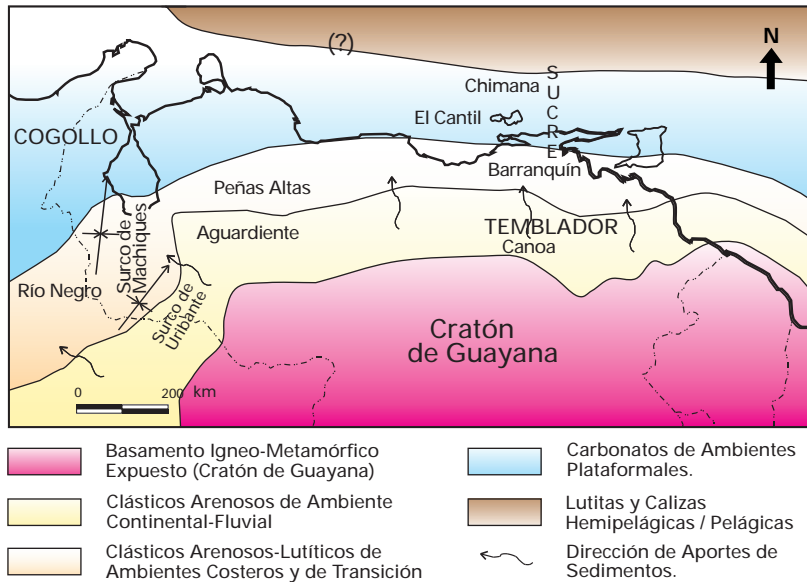 (?)
N
Chimana
SUCRE
El Cantil
COGOLLO
Barranquín
Peñas Altas
TEMBLADOR
Canoa
Aguardiente
Surco de
Machiques
Río Negro
Surco de
Uribante
Cratón
de Guayana
0 200 km
Basamento Igneo-Metamórfico
Expuesto (Cratón de Guayana)
Clásticos Arenosos de Ambiente
Continental-Fluvial
Clásticos Arenosos-Lutíticos de
Ambientes Costeros y de Transición
Carbonatos de Ambientes
Plataformales.
Lutitas y Calizas
Hemipelágicas / Pelágicas
Dirección de Aportes de
Sedimentos.